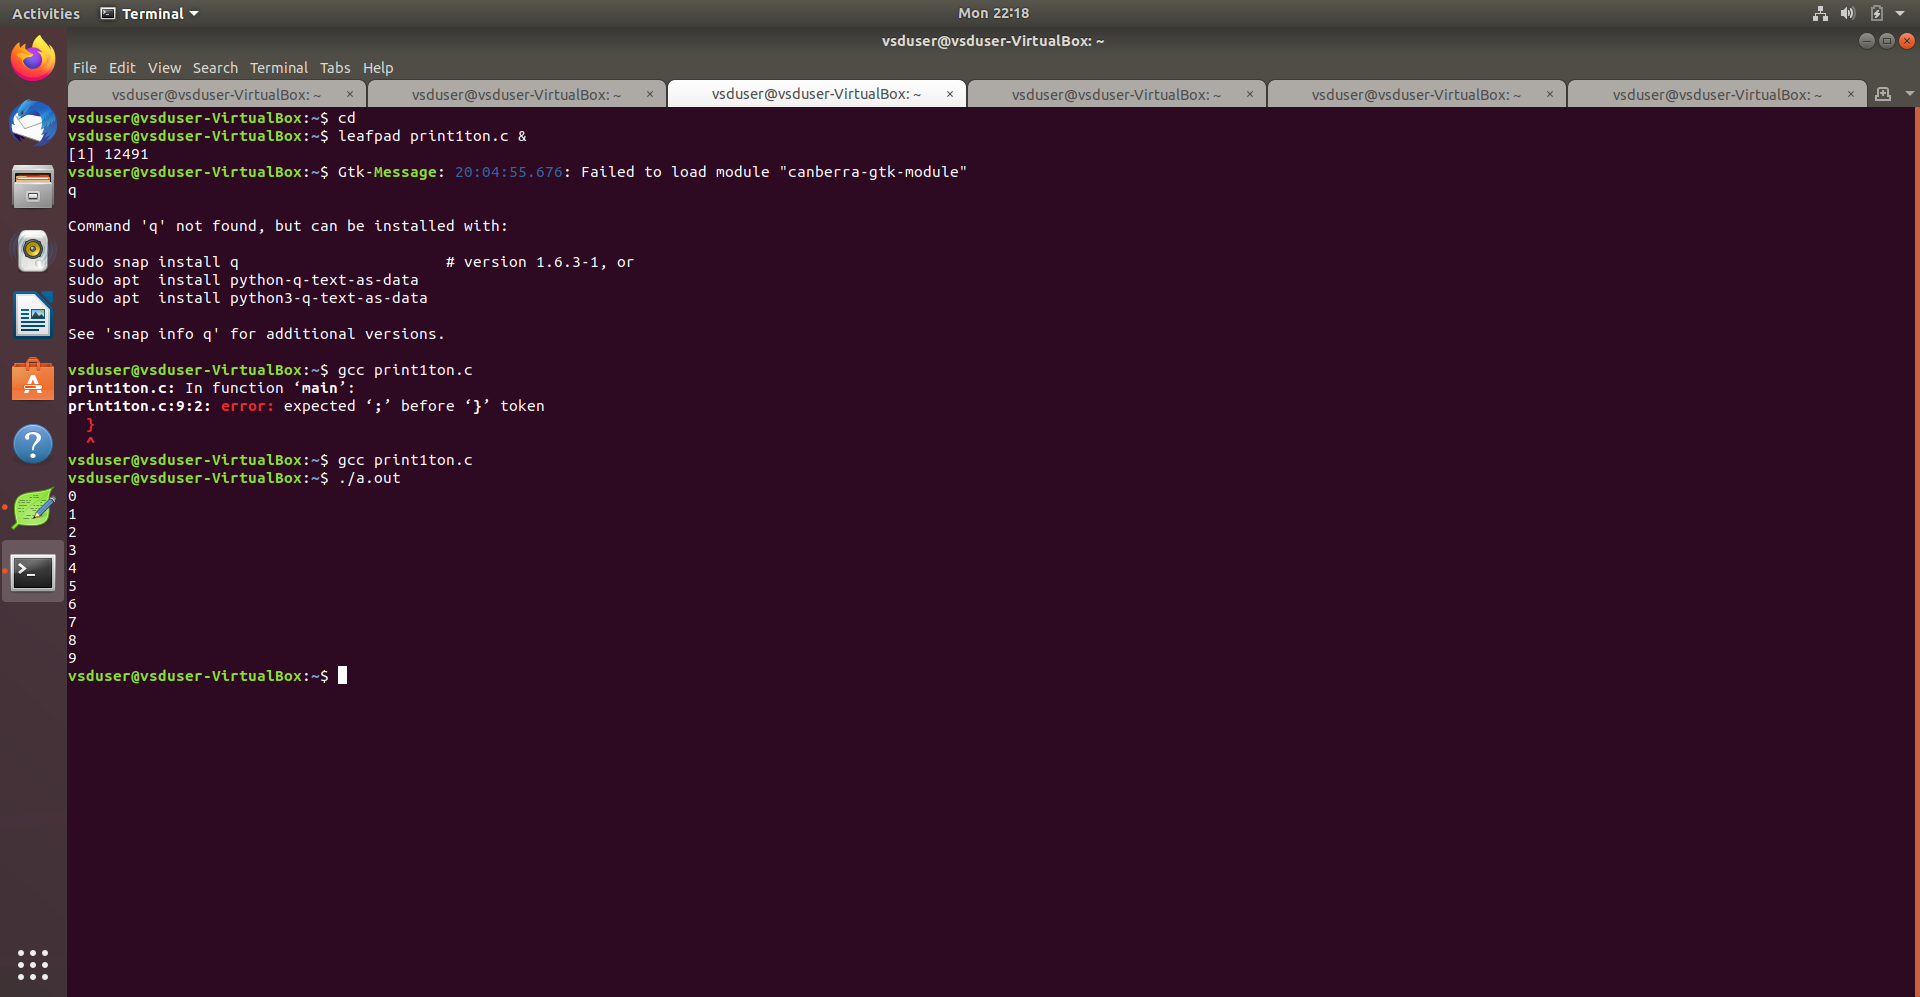 Activities Terminal Mon 22:18
vsduser@vsduser-VirtualBox: ~
File Edit View Search Terminal Tabs Help
vsduser@vsduser-VirtualBox: ~ × vsduser@vsduser-VirtualBox: ~ × vsduser@vsduser-VirtualBox: ~ × vsduser@vsduser-VirtualBox: ~ × vsduser@vsduser-VirtualBox: ~ × vsduser@vsduser-VirtualBox: ~ ×
vsduser@vsduser-VirtualBox:~$ cd
vsduser@vsduser-VirtualBox:~$ leafpad print1ton.c &
[1] 12491
vsduser@vsduser-VirtualBox:~$ Gtk-Message: 20:04:55.676: Failed to load module "canberra-gtk-module"
q

Command 'q' not found, but can be installed with:

sudo snap install q                       # version 1.6.3-1, or
sudo apt  install python-q-text-as-data
sudo apt  install python3-q-text-as-data

See 'snap info q' for additional versions.

vsduser@vsduser-VirtualBox:~$ gcc print1ton.c
print1ton.c: In function ‘main’:
print1ton.c:9:2: error: expected ‘;’ before ‘}’ token
  }
  ^
vsduser@vsduser-VirtualBox:~$ gcc print1ton.c
vsduser@vsduser-VirtualBox:~$ ./a.out
0
1
2
3
4
5
6
7
8
9
vsduser@vsduser-VirtualBox:~$